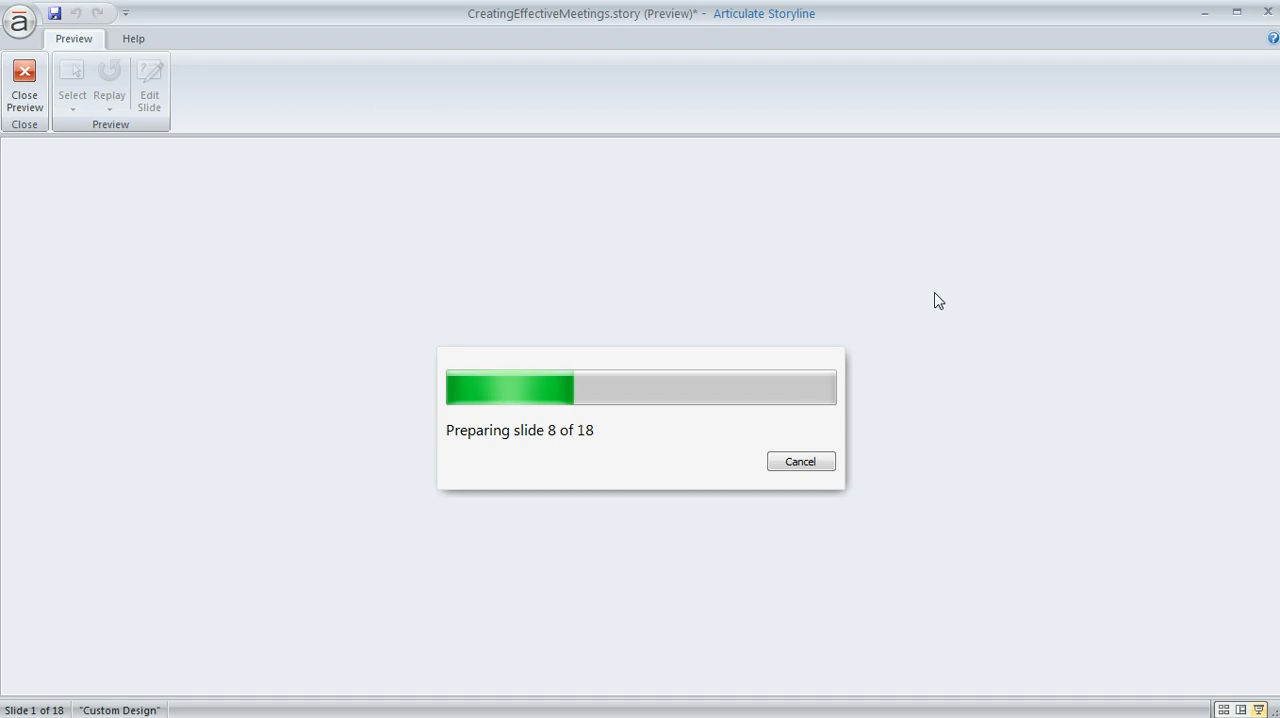 CreatingEffectiveMeetings.story (Preview)* - Articulate Storyline
Preview Help
Close Preview
Select
Replay
Edit Slide
Close
Preview
Preparing slide 8 of 18
Cancel
Slide 1 of 18 "Custom Design"